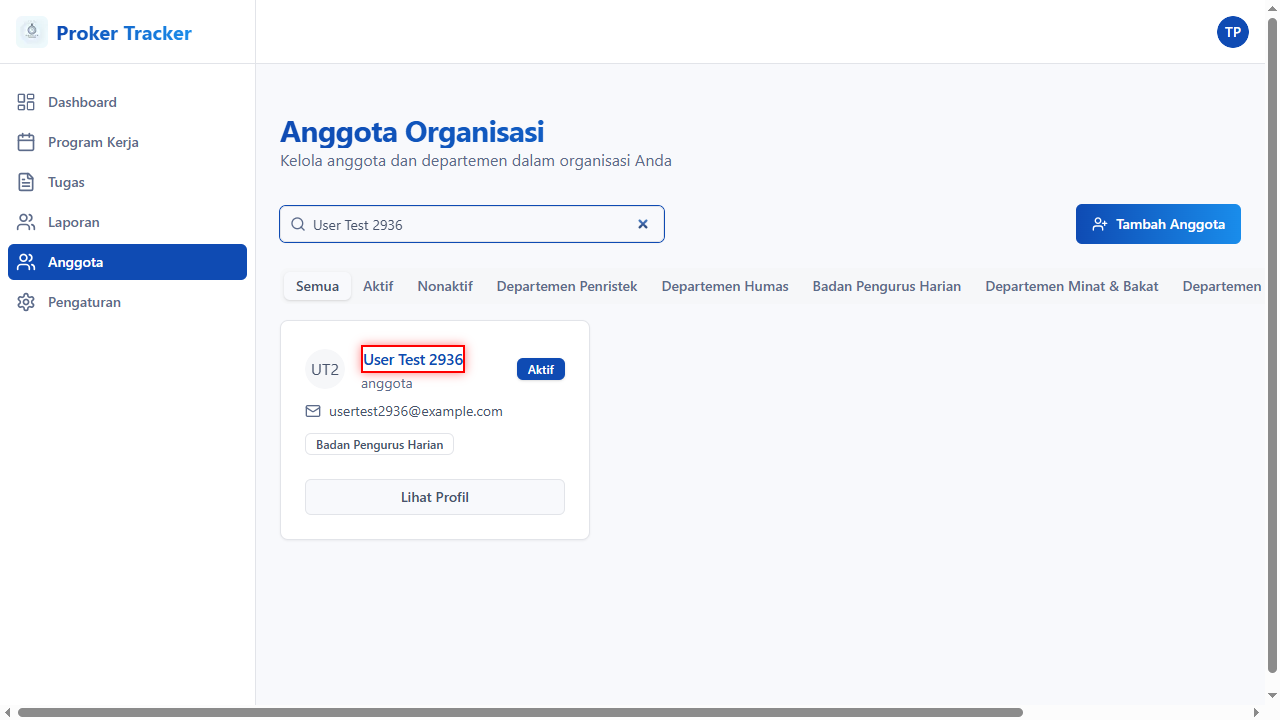 Proker Tracker
TP
Dashboard
Program Kerja
Tugas
Laporan
Anggota
Pengaturan
Anggota Organisasi
Kelola anggota dan departemen dalam organisasi Anda
User Test 2936
Tambah Anggota
Semua Aktif Nonaktif Departemen Penristek Departemen Humas Badan Pengurus Harian Departemen Minat & Bakat Departemen
UT2
User Test 2936
anggota
Aktif
usertest2936@example.com
Badan Pengurus Harian
Lihat Profil